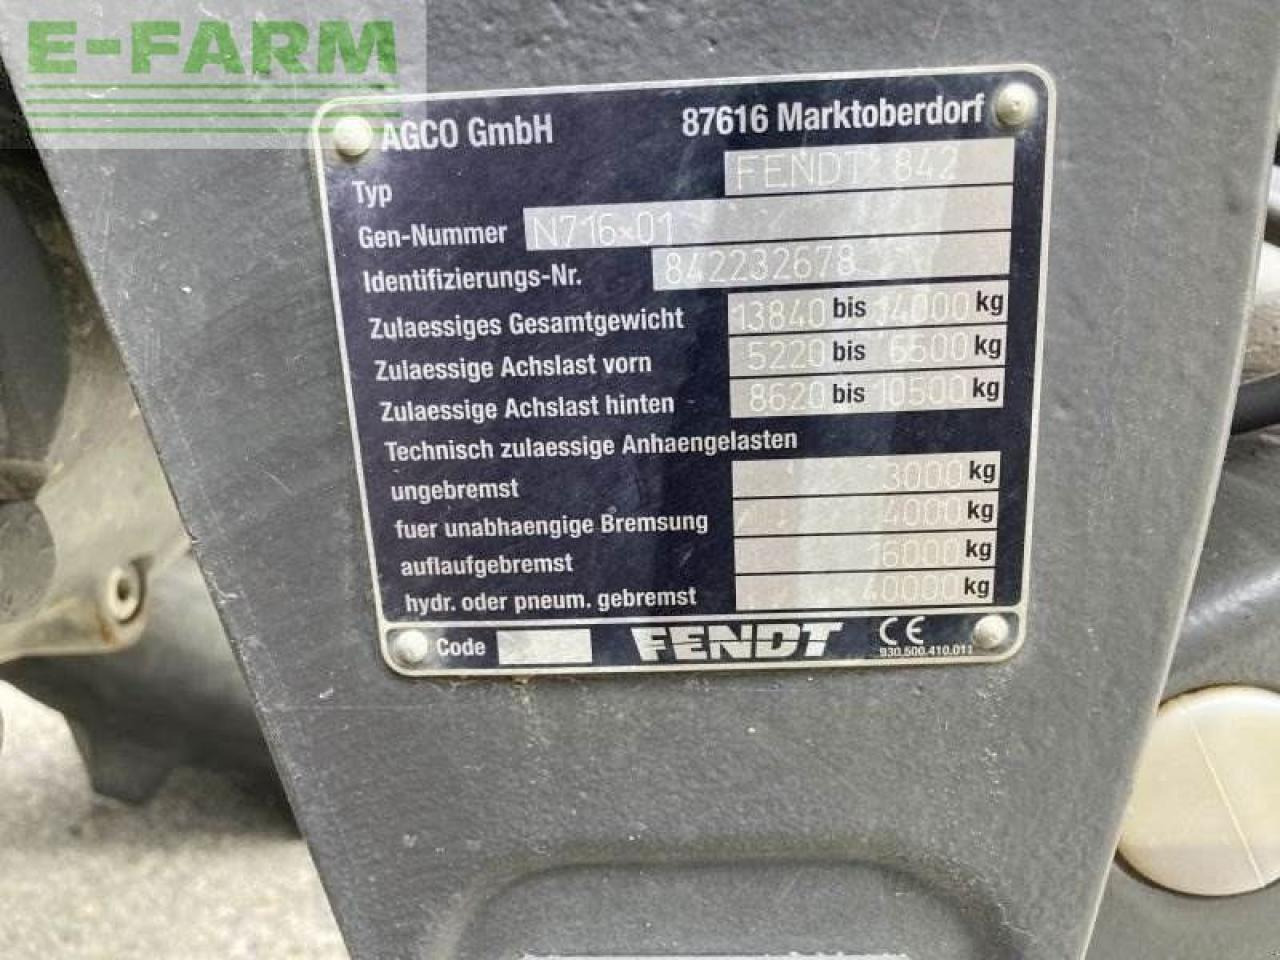 E-FARM
AGCO GmbH 87616 Marktoberdorf
Typ FENDT 842
Gen-Nummer N716×01
Identifizierungs-Nr. 842232678
Zulaessiges Gesamtgewicht 13840 bis 14000 kg
Zulaessige Achslast vorn 5220 bis kg
Zulaessige Achslast hinten 8620 bis 10500 kg
Technisch zulaessige Anhaengelasten
ungebremst 3000 kg
fuer unabhaengige Bremsung 4000 kg
auflaufgebremst 16000 kg
hydr. oder pneum. gebremst 40000 kg
Code FENDT CE
930.500.410.011